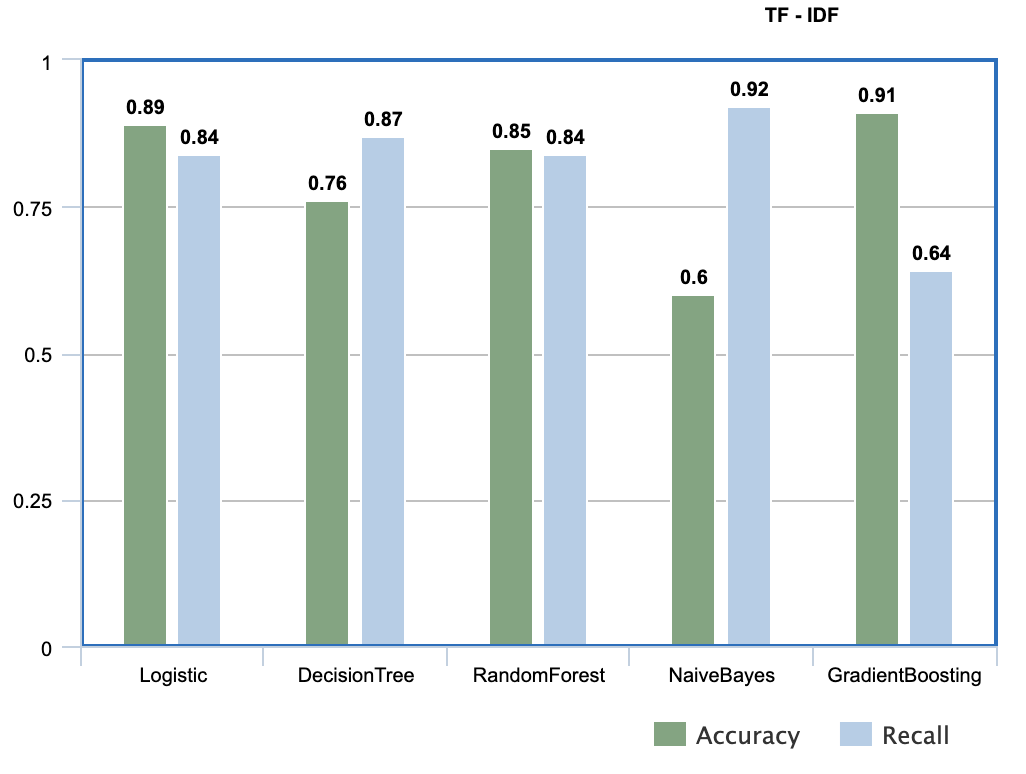 TF - IDF
1
0.75
0.5
0.25
0
0.89
0.84
0.76
0.87
0.85
0.84
0.6
0.92
0.91
0.64
Logistic
DecisionTree
RandomForest
NaiveBayes
GradientBoosting
Accuracy
Recall